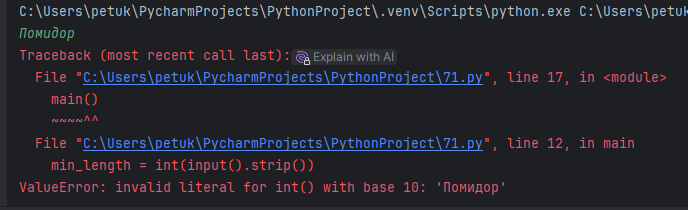 C:\Users\petuk\PycharmProjects\PythonProject\.venv\Scripts\python.exe C:\Users\petuk
Помидор
Traceback (most recent call last): Explain with AI
File "C:\Users\petuk\PycharmProjects\PythonProject\71.py", line 17, in <module>
main()
~~~~^^
File "C:\Users\petuk\PycharmProjects\PythonProject\71.py", line 12, in main
min_length = int(input().strip())
ValueError: invalid literal for int() with base 10: 'Помидор'